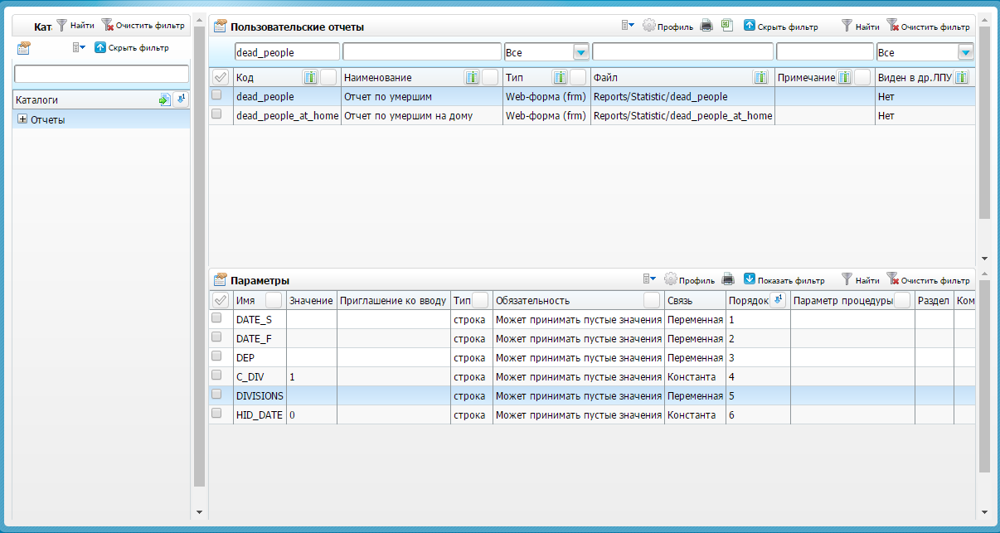 Ката Найти Очистить фильтр
Скрыть фильтр
Каталоги
Отчеты
Пользовательские отчеты Профиль Скрыть фильтр Найти Очистить фильтр
dead_people Все Все
Код Наименование Тип Файл Примечание Виден в др.ЛПУ
dead_people Отчет по умершим Web-форма (frm) Reports/Statistic/dead_people Нет
dead_people_at_home Отчет по умершим на дому Web-форма (frm) Reports/Statistic/dead_people_at_home Нет
Параметры Профиль Показать фильтр Найти Очистить фильтр
Имя Значение Приглашение ко вводу Тип Обязательность Связь Порядок Параметр процедуры Раздел Ком
DATE_S строка Может принимать пустые значения Переменная 1
DATE_F строка Может принимать пустые значения Переменная 2
DEP строка Может принимать пустые значения Переменная 3
C_DIV 1 строка Может принимать пустые значения Константа 4
DIVISIONS строка Может принимать пустые значения Переменная 5
HID_DATE 0 строка Может принимать пустые значения Константа 6